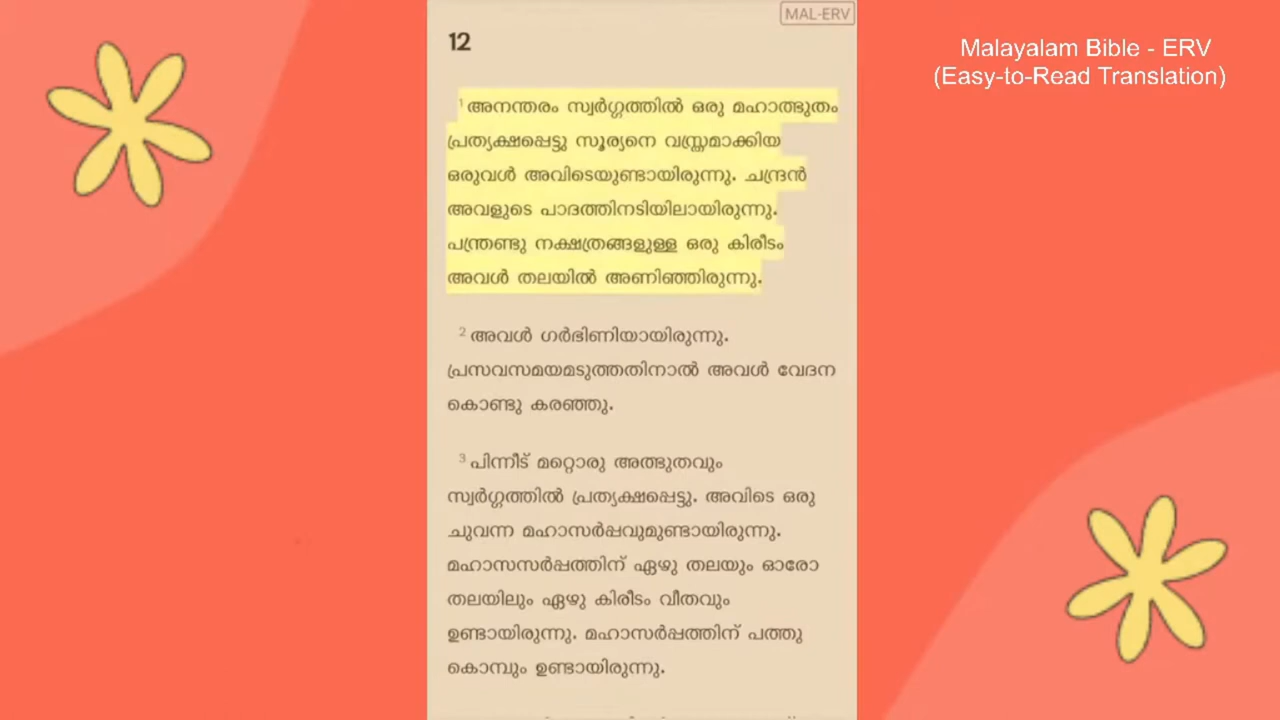 MAL-ERV
12
Malayalam Bible - ERV
(Easy-to-Read Translation)
1 അനന്തരം സ്വർഗ്ഗത്തിൽ ഒരു മഹാത്ഭുതം
പ്രത്യക്ഷപ്പെട്ടു സൂര്യനെ വസ്ത്രമാക്കിയ
ഒരുവൾ അവിടെയുണ്ടായിരുന്നു. ചന്ദ്രൻ
അവളുടെ പാദത്തിനടിയിലായിരുന്നു.
പന്ത്രണ്ടു നക്ഷത്രങ്ങളുള്ള ഒരു കിരീടം
അവൾ തലയിൽ അണിഞ്ഞിരുന്നു.
2 അവൾ ഗർഭിണിയായിരുന്നു.
പ്രസവസമയമടുത്തതിനാൽ അവൾ വേദന
കൊണ്ടു കരഞ്ഞു.
3 പിന്നീട് മറ്റൊരു അത്ഭുതവും
സ്വർഗ്ഗത്തിൽ പ്രത്യക്ഷപ്പെട്ടു. അവിടെ ഒരു
ചുവന്ന മഹാസർപ്പവുമുണ്ടായിരുന്നു.
മഹാസസർപ്പത്തിന് ഏഴു തലയും ഓരോ
തലയിലും ഏഴു കിരീടം വീതവും
ഉണ്ടായിരുന്നു. മഹാസർപ്പത്തിന് പത്തു
കൊമ്പും ഉണ്ടായിരുന്നു.